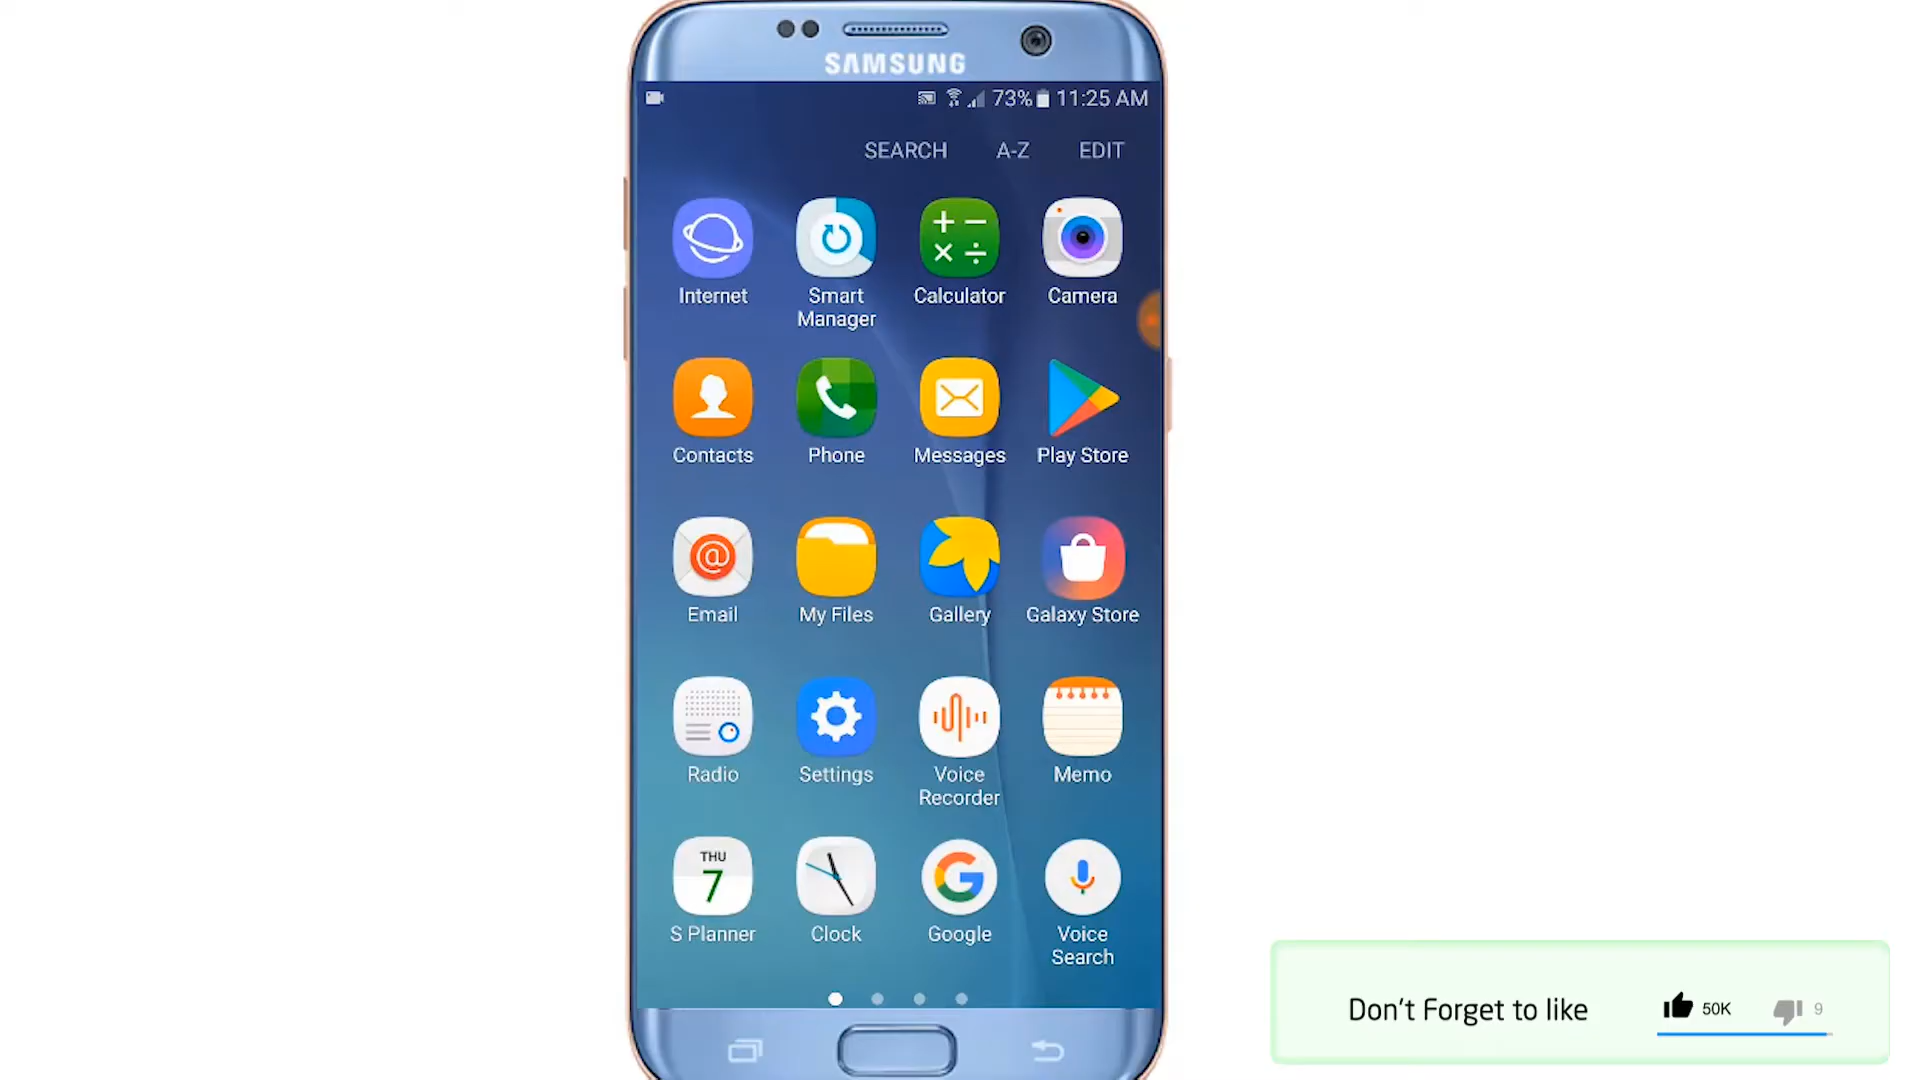 SAMSUNG
73% 11:25 AM
SEARCH A-Z EDIT
Internet
Smart
Manager
Calculator
Camera
Contacts
Phone
Messages
Play Store
Email
My Files
Gallery
Galaxy Store
Radio
Settings
Voice
Recorder
Memo
THU
7
S Planner
Clock
Google
Voice
Search
Don't Forget to like
50K
9